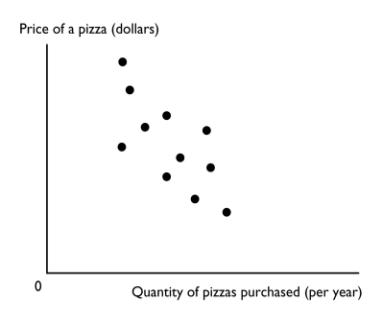 Price of a pizza (dollars)
0
Quantity of pizzas purchased (per year)